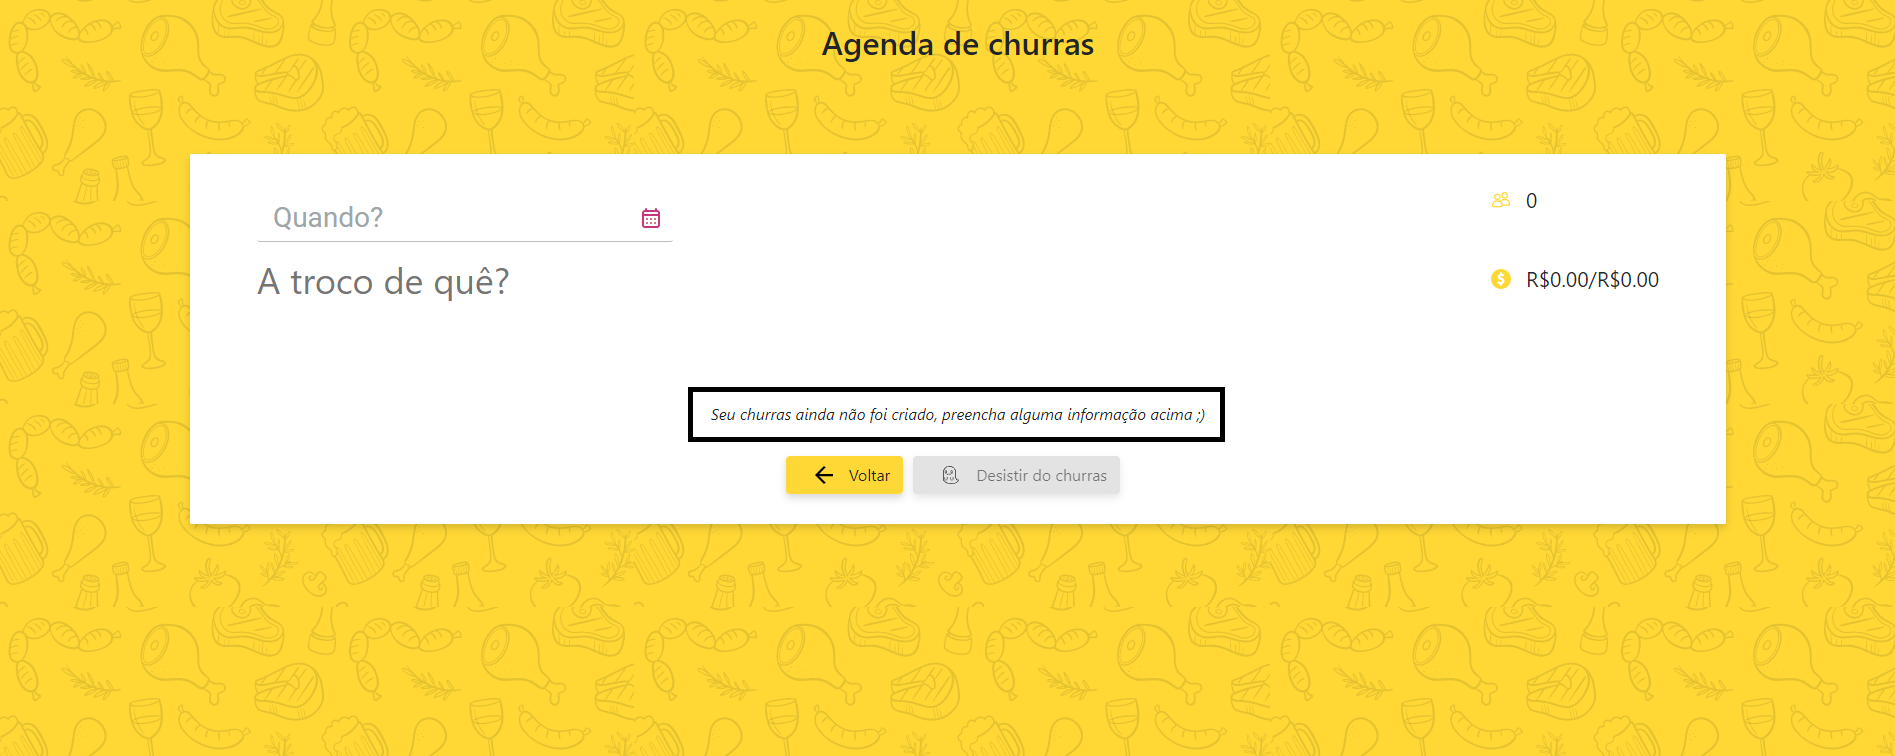 Agenda de churras
Quando?
0
A troco de quê?
R$0.00/R$0.00
Seu churras ainda não foi criado, preencha alguma informação acima ;)
Voltar
Desistir do churras